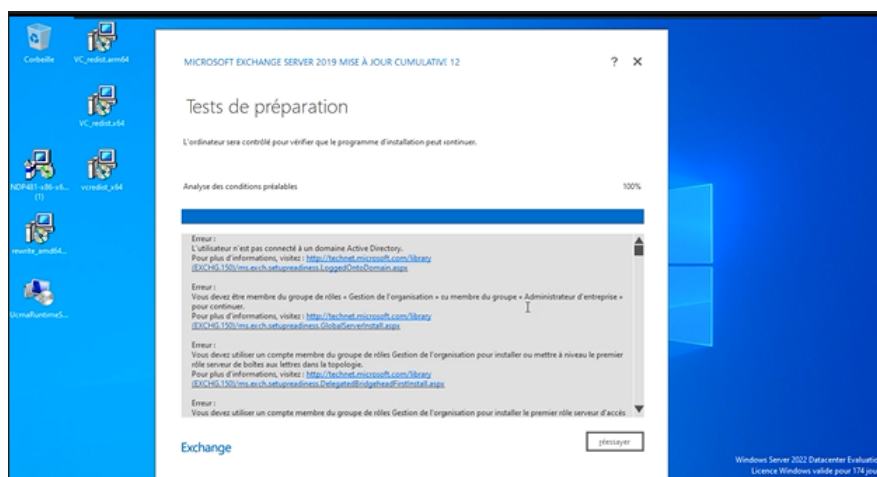 Corbeille
VC_redist.arm64
VC_redist.x64
NDP481-x86-x6...
(1)
vcredist_x64
rewrite_amd64...
UcmaRuntimeS...
MICROSOFT EXCHANGE SERVER 2019 MISE À JOUR CUMULATIVE 12
? ×
Tests de préparation
L'ordinateur sera contrôlé pour vérifier que le programme d'installation peut continuer.
Analyse des conditions préalables 100%
Erreur :
L'utilisateur n'est pas connecté à un domaine Active Directory.
Pour plus d'informations, visitez : http://technet.microsoft.com/library
(EXCHG.150)/ms.exch.setupreadiness.LoggedOntoDomain.aspx
Erreur :
Vous devez être membre du groupe de rôles « Gestion de l'organisation » ou membre du groupe « Administrateur d'entreprise »
pour continuer.
Pour plus d'informations, visitez : http://technet.microsoft.com/library
(EXCHG.150)/ms.exch.setupreadiness.GlobalServerInstall.aspx
Erreur :
Vous devez utiliser un compte membre du groupe de rôles Gestion de l'organisation pour installer ou mettre à niveau le premier
rôle serveur de boîtes aux lettres dans la topologie.
Pour plus d'informations, visitez : http://technet.microsoft.com/library
(EXCHG.150)/ms.exch.setupreadiness.DelegatedBridgeheadFirstInstall.aspx
Erreur :
Vous devez utiliser un compte membre du groupe de rôles Gestion de l'organisation pour installer le premier rôle serveur d'accès
Exchange
réessayer
Windows Server 2022 Datacenter Evaluatio
Licence Windows valide pour 174 jou